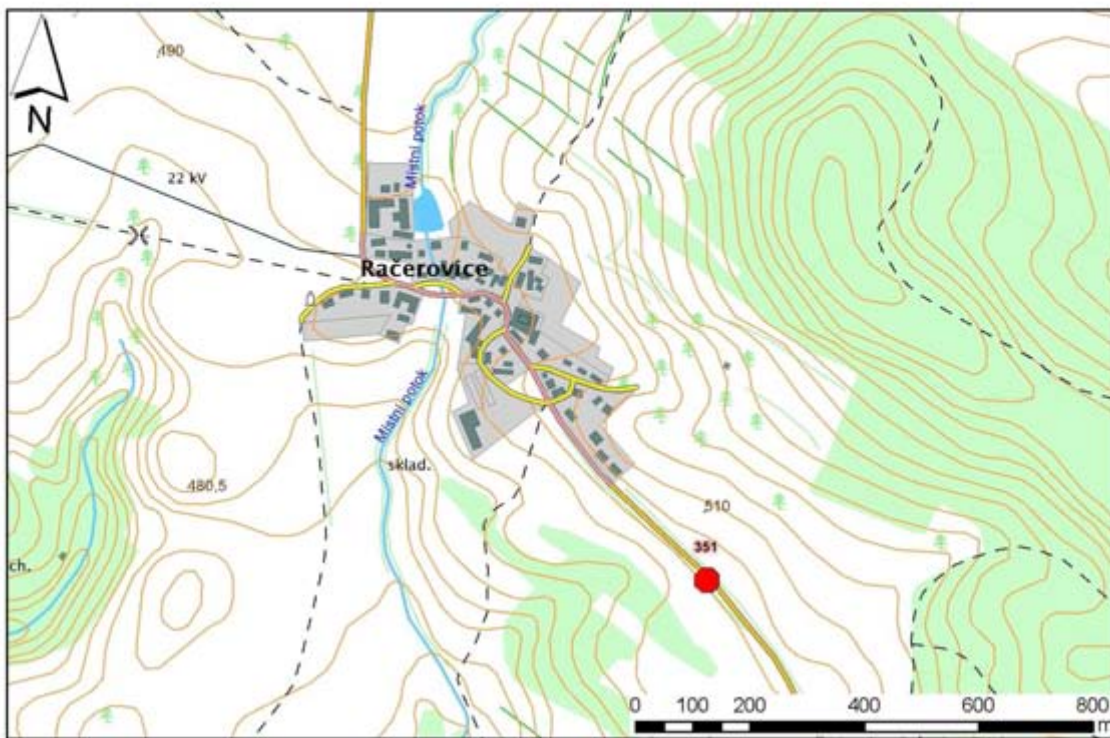 N
,490
Místní potok
22 kV
Račerovice
Místní potok
sklad.
480,5
,510
351
ch.
0 100 200 400 600 800
m